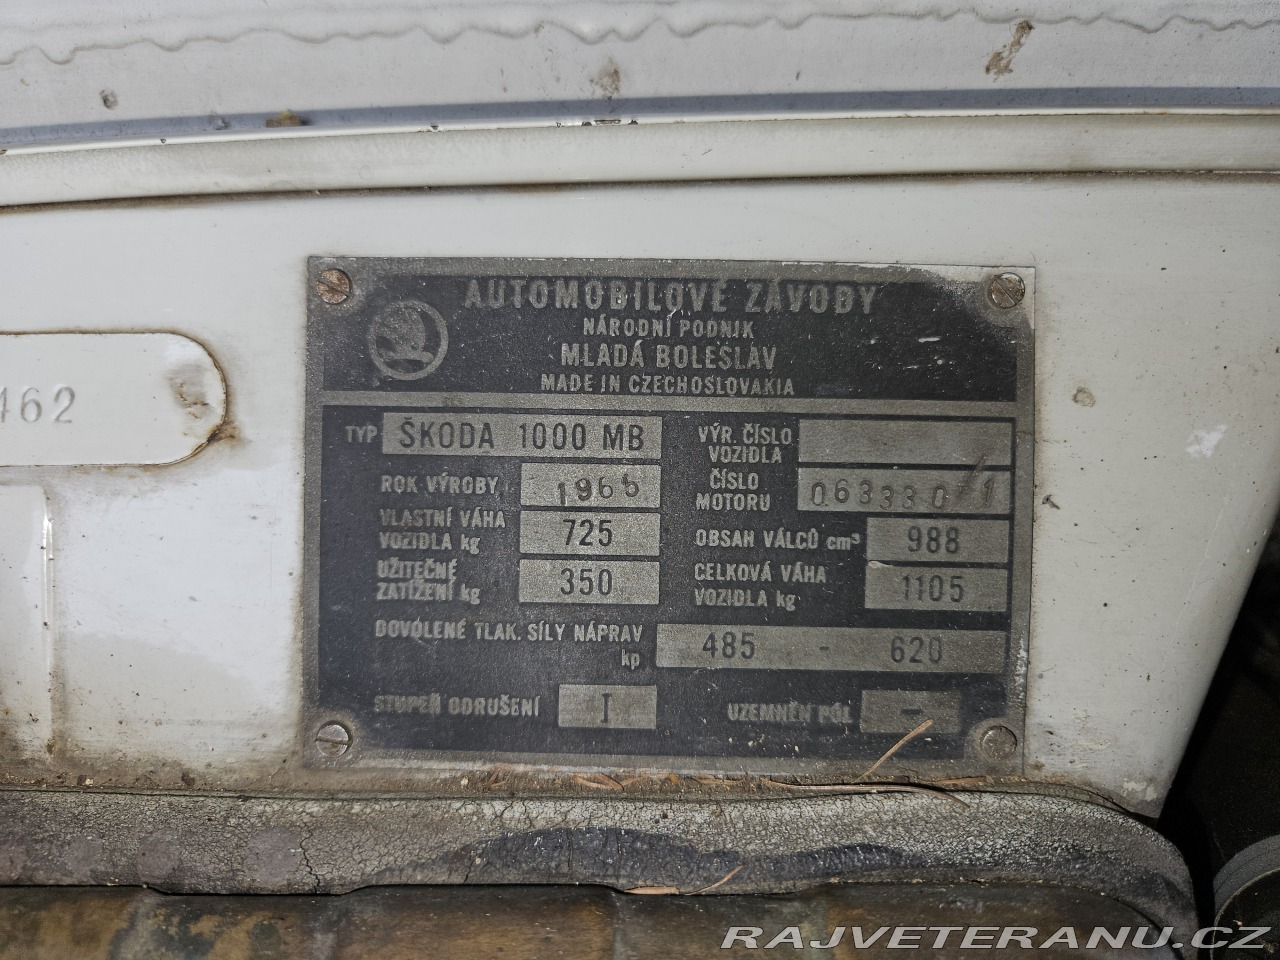 AUTOMOBILOVÉ ZÁVODY
NÁRODNÍ PODNIK
MLADÁ BOLESLAV
MADE IN CZECHOSLOVAKIA
462
TYP ŠKODA 1000 MB
VÝR. ČÍSLO
VOZIDLA
ROK VÝROBY 1966
ČÍSLO
MOTORU 06333071
VLASTNÍ VÁHA
VOZIDLA kg 725
OBSAH VÁLCŮ cm³ 988
UŽITEČNÉ
ZATÍŽENÍ kg 350
CELKOVÁ VÁHA
VOZIDLA kg 1105
DOVOLENÉ TLAK. SÍLY NÁPRAV
kp 485 - 620
STUPEŇ ODRUŠENÍ I
UZEMNĚN PÓL -
RAJVETERANU.CZ